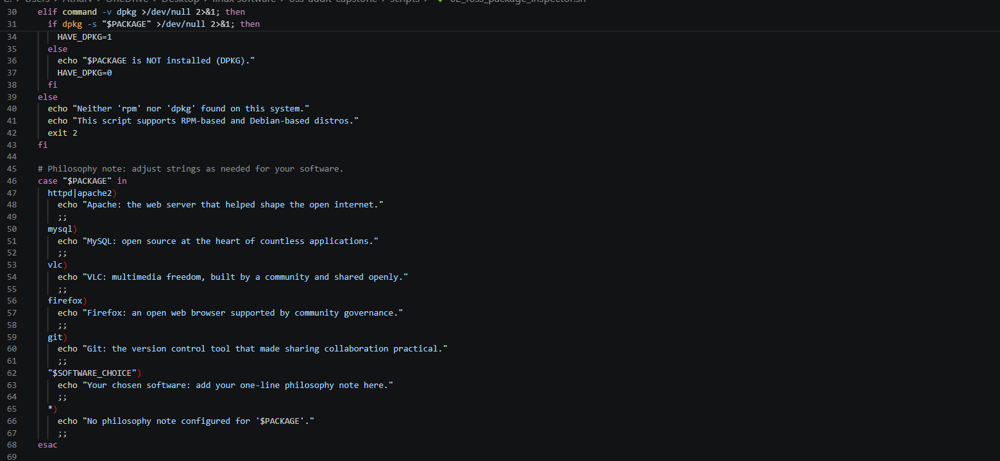 C: > Users > Atharv > OneDrive > Desktop > linux software > oss-audit-capstone > scripts > 02_foss_package_inspector.sh
30 elif command -v dpkg >/dev/null 2>&1; then
31 if dpkg -s "$PACKAGE" >/dev/null 2>&1; then
34 HAVE_DPKG=1
35 else
36 echo "$PACKAGE is NOT installed (DPKG)."
37 HAVE_DPKG=0
38 fi
39 else
40 echo "Neither 'rpm' nor 'dpkg' found on this system."
41 echo "This script supports RPM-based and Debian-based distros."
42 exit 2
43 fi
44
45 # Philosophy note: adjust strings as needed for your software.
46 case "$PACKAGE" in
47 httpd|apache2)
48 echo "Apache: the web server that helped shape the open internet."
49 ;;
50 mysql)
51 echo "MySQL: open source at the heart of countless applications."
52 ;;
53 vlc)
54 echo "VLC: multimedia freedom, built by a community and shared openly."
55 ;;
56 firefox)
57 echo "Firefox: an open web browser supported by community governance."
58 ;;
59 git)
60 echo "Git: the version control tool that made sharing collaboration practical."
61 ;;
62 "$SOFTWARE_CHOICE")
63 echo "Your chosen software: add your one-line philosophy note here."
64 ;;
65 *)
66 echo "No philosophy note configured for '$PACKAGE'."
67 ;;
68 esac
69